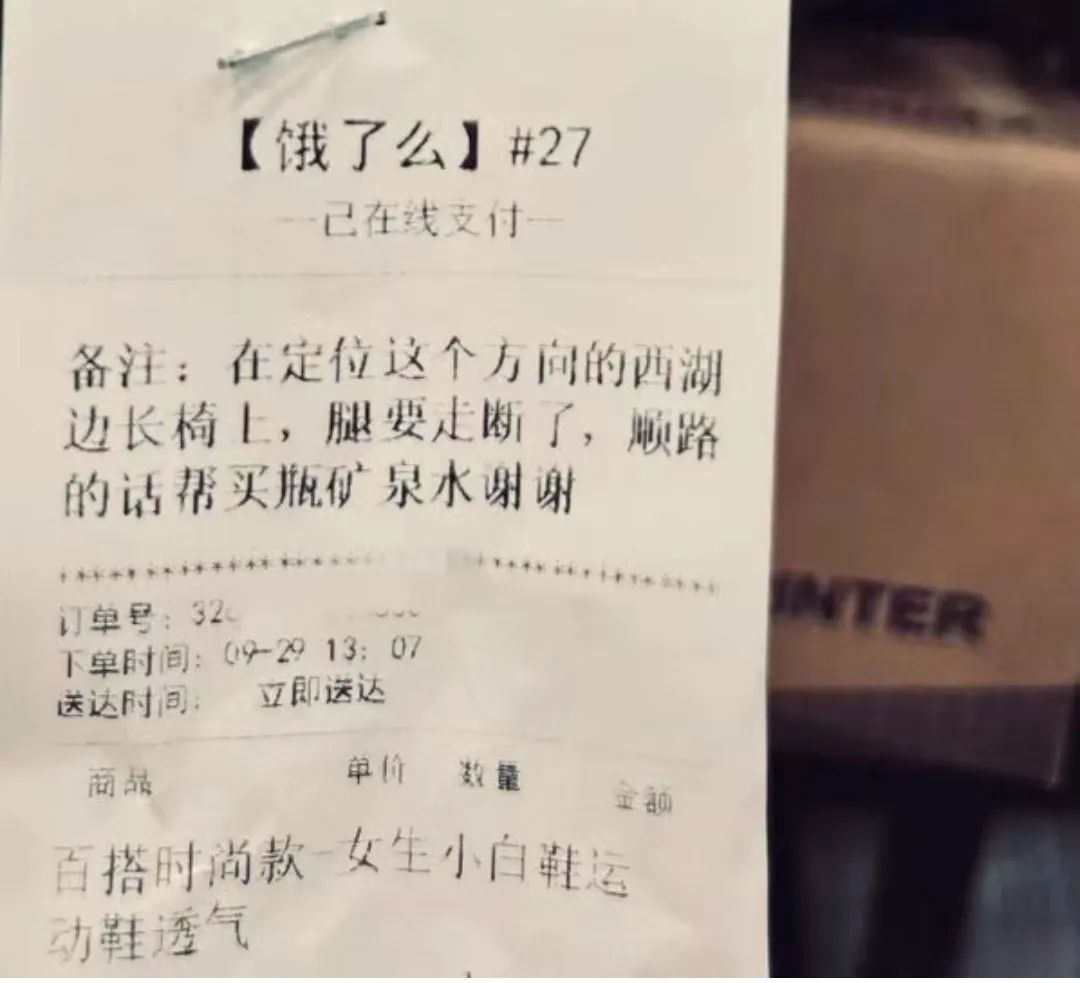 【饿了么】#27
已在线支付
备注：在定位这个方向的西湖
边长椅上，腿要走断了，顺路
的话帮买瓶矿泉水谢谢
订单号：32
下单时间：09-29 13：07
送达时间： 立即送达
商品 单价 数量 金额
百搭时尚款-女生小白鞋运
动鞋透气
INTER